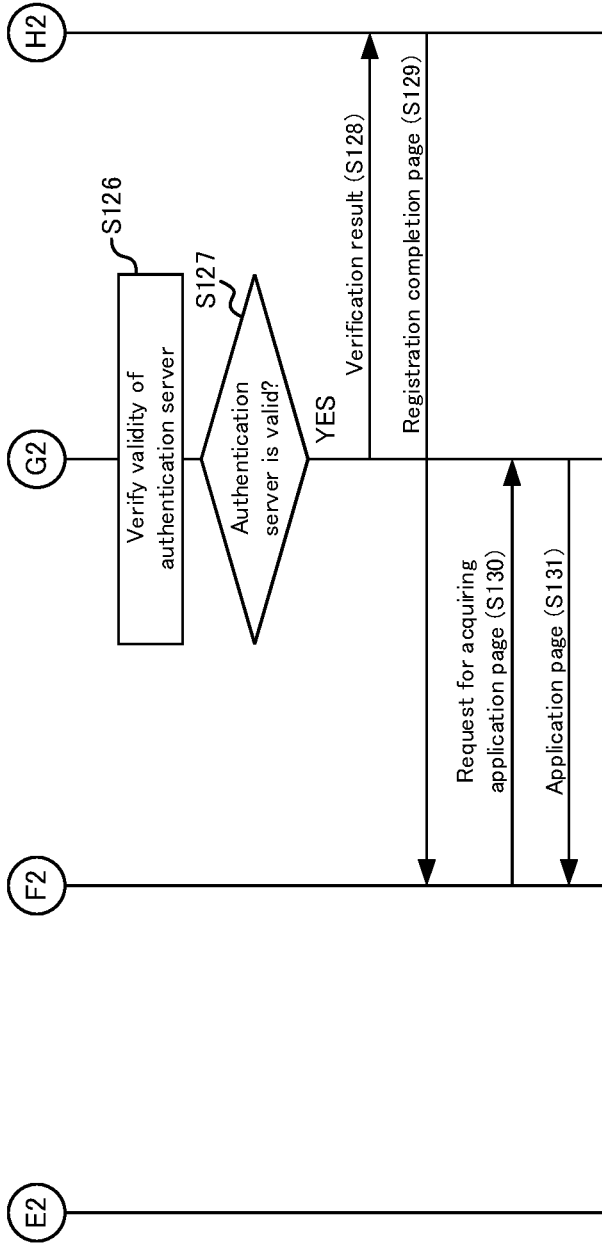 E2
F2
G2
H2
Verify validity of
authentication server
S126
Authentication
server is valid?
S127
YES
Verification result (S128)
Registration completion page (S129)
Request for acquiring
application page (S130)
Application page (S131)